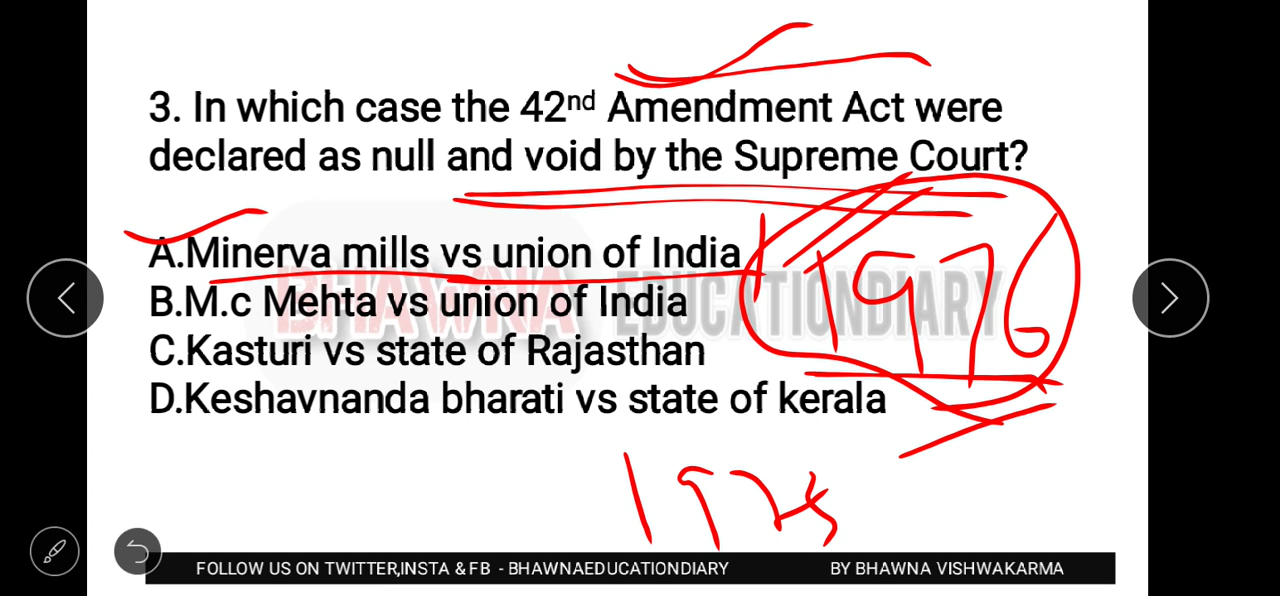 3. In which case the 42nd Amendment Act were
declared as null and void by the Supreme Court?
A.Minerva mills vs union of India
1976
B.M.c Mehta vs union of India
BHAWNA EDUCATIONDIARY
C.Kasturi vs state of Rajasthan
D.Keshavnanda bharati vs state of kerala
FOLLOW US ON TWITTER,INSTA & FB - BHAWNAEDUCATIONDIARY BY BHAWNA VISHWAKARMA